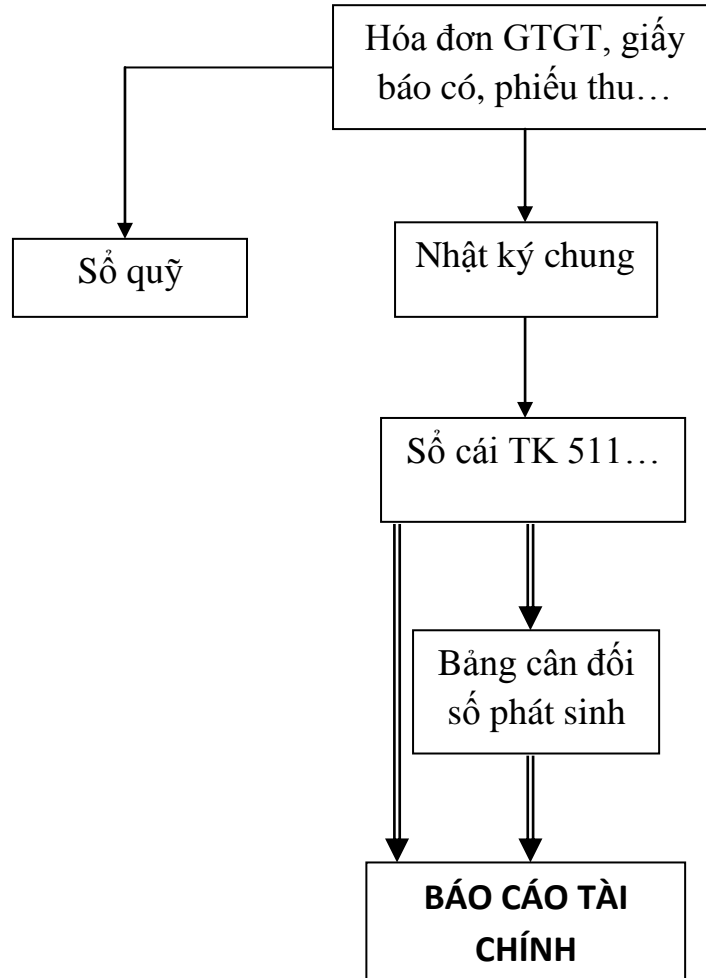 Hóa đơn GTGT, giấy
báo có, phiếu thu…
Sổ quỹ
Nhật ký chung
Sổ cái TK 511…
Bảng cân đối
số phát sinh
BÁO CÁO TÀI
CHÍNH